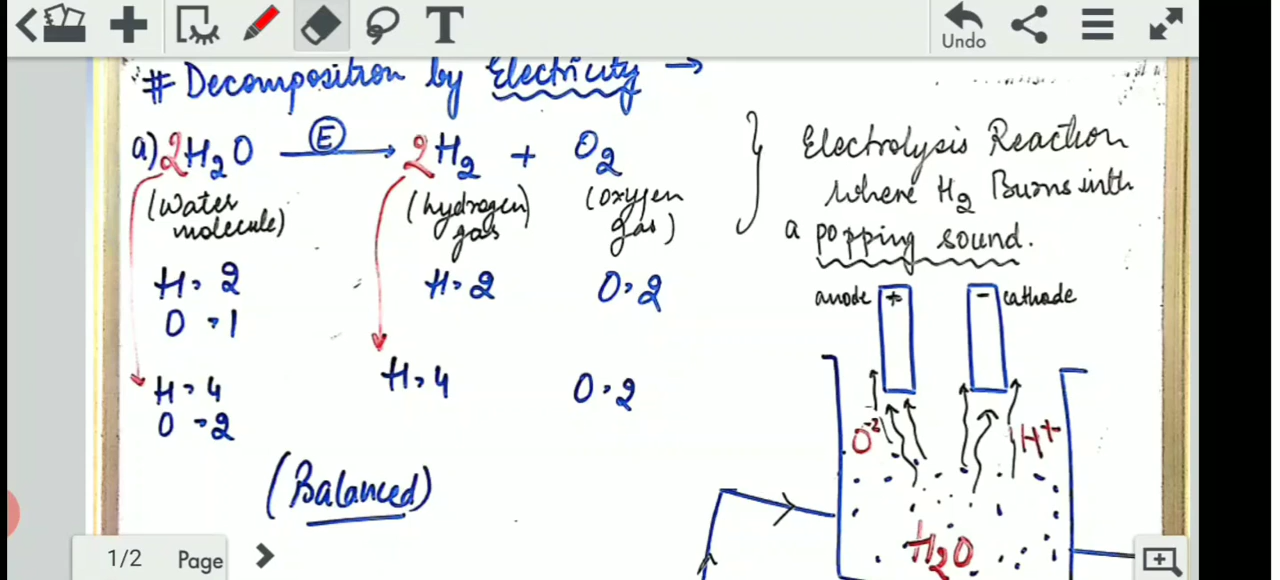 Undo
# Decomposition by Electricity →
a) 2H₂O —Ⓔ→ 2H₂ + O₂
(Water molecule)
(hydrogen) gas
(oxygen gas)
Electrolysis Reaction
where H₂ Burns with
a popping sound.
H = 2
O = 1
H = 2
O = 2
anode + - cathode
H = 4
O = 2
H = 4
O = 2
O⁻² H+
(Balanced)
H₂O
1/2 Page